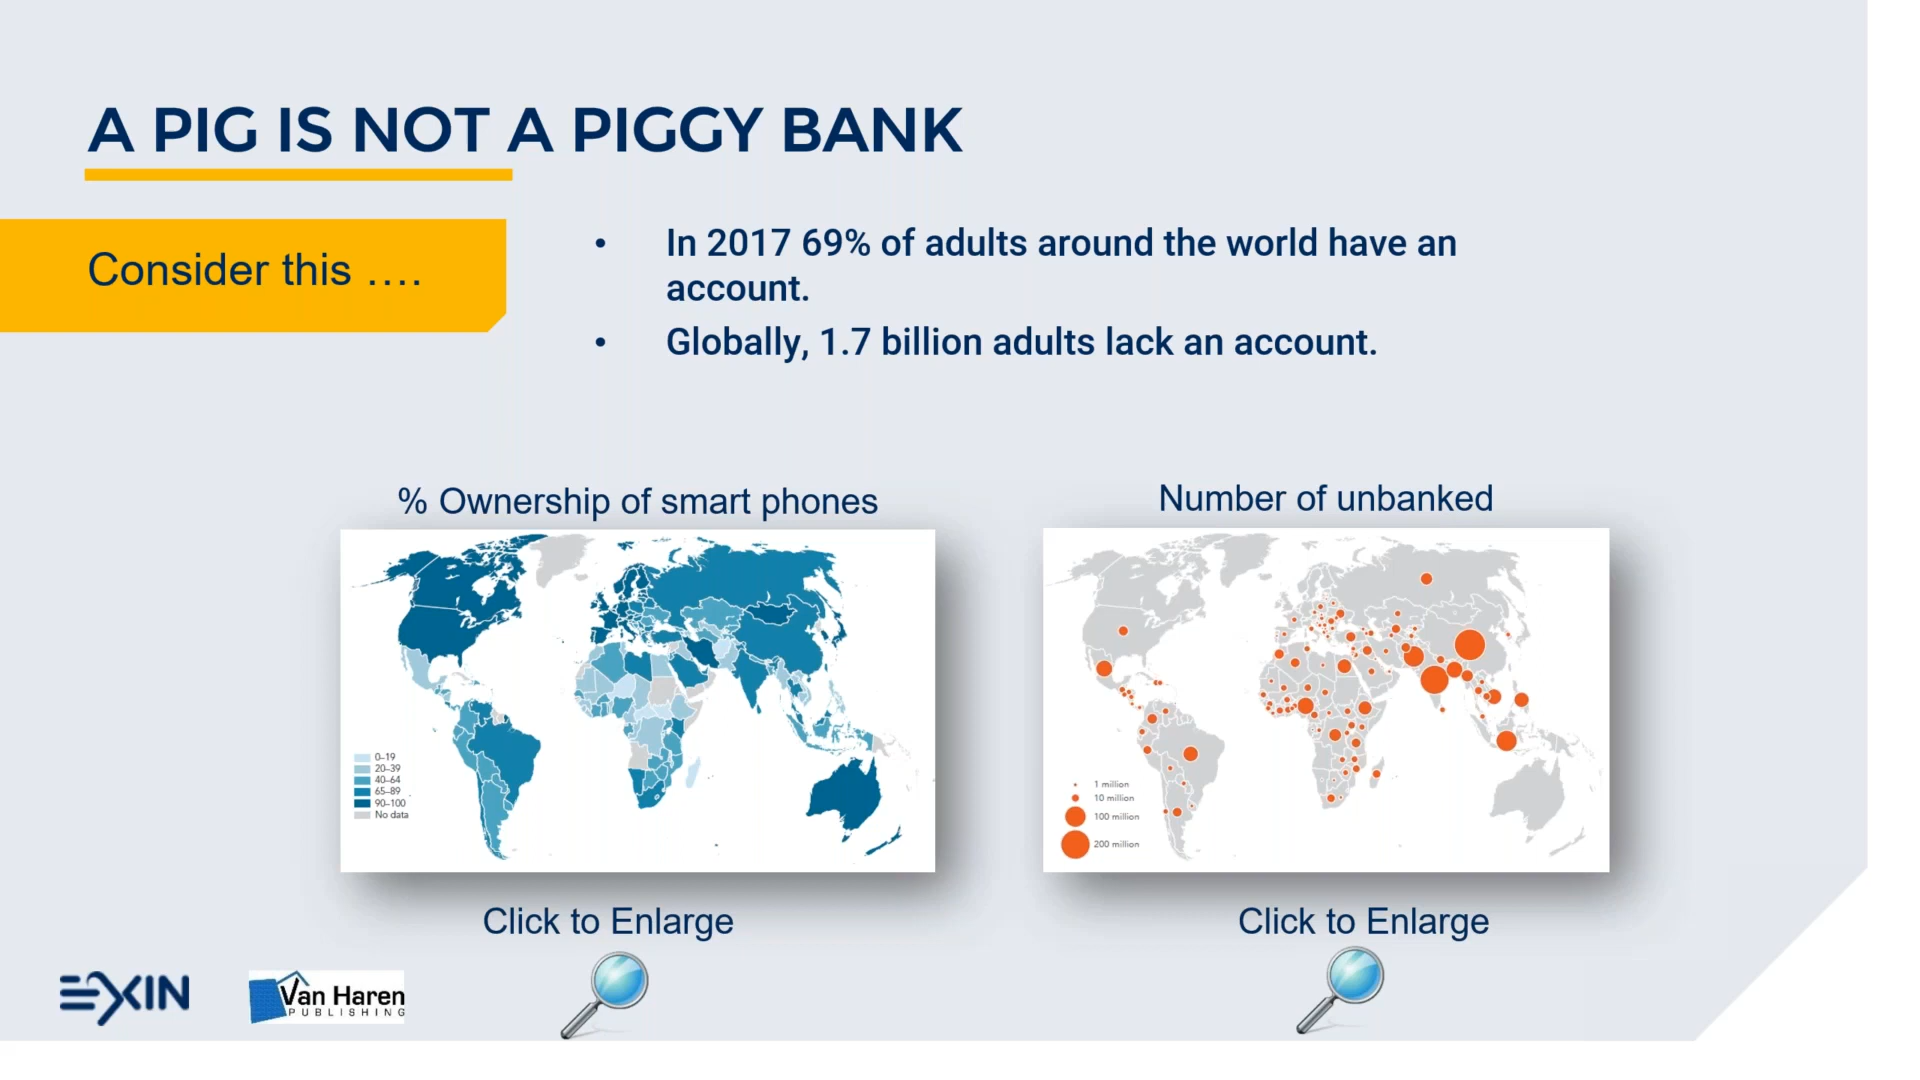 A PIG IS NOT A PIGGY BANK
Consider this ....
• In 2017 69% of adults around the world have an
account.
• Globally, 1.7 billion adults lack an account.
% Ownership of smart phones
0–19
20–39
40–64
65–89
90–100
No data
Click to Enlarge
Number of unbanked
1 million
10 million
100 million
200 million
Click to Enlarge
EXIN
Van Haren
PUBLISHING